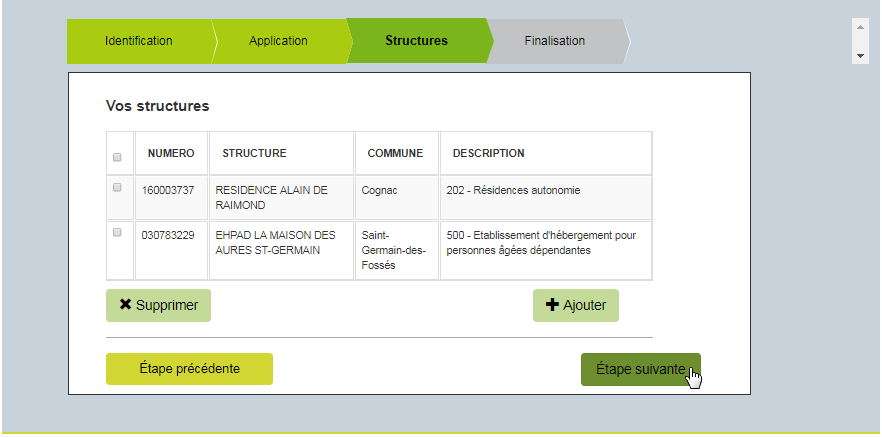 Identification Application Structures Finalisation
Vos structures
NUMERO STRUCTURE COMMUNE DESCRIPTION
160003737 RESIDENCE ALAIN DE Cognac 202 - Résidences autonomie
RAIMOND
030783229 EHPAD LA MAISON DES Saint- 500 - Etablissement d'hébergement pour
AURES ST-GERMAIN Germain-des- personnes âgées dépendantes
Fossés
Supprimer Ajouter
Étape précédente Étape suivante